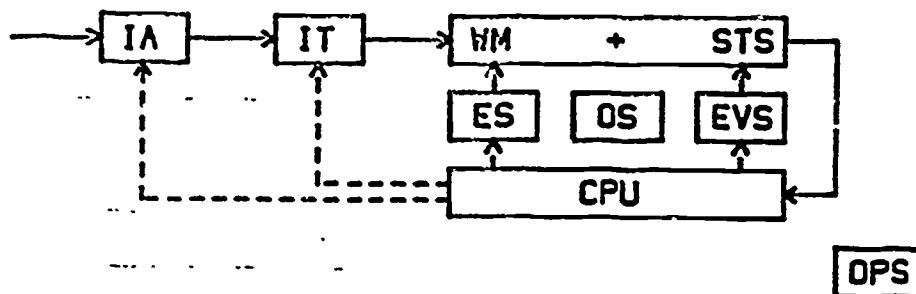 IA IT WM + STS
ES OS EVS
CPU
OPS